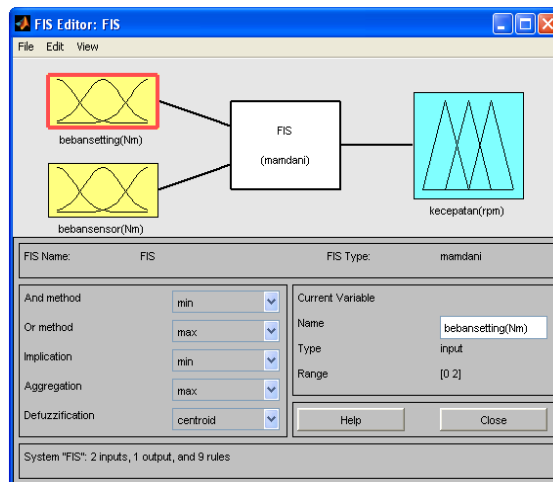 FIS Editor: FIS
File Edit View
bebansetting(Nm)
FIS
(mamdani)
bebansensor(Nm)
kecepatan(rpm)
FIS Name: FIS FIS Type: mamdani
And method min
Or method max
Implication min
Aggregation max
Defuzzification centroid
Current Variable
Name bebansetting(Nm)
Type input
Range [0 2]
Help Close
System "FIS": 2 inputs, 1 output, and 9 rules